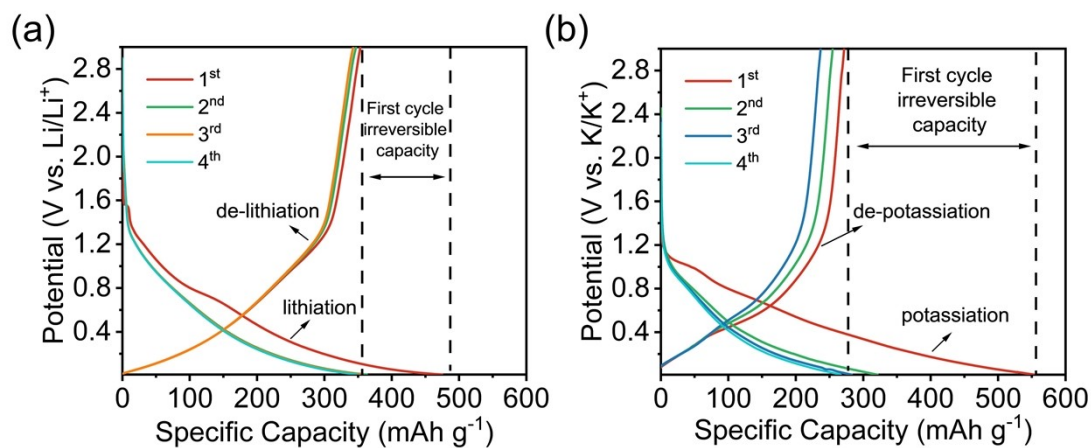 (a)
Potential (V vs. Li/Li⁺)
2.8
2.4
2.0
1.6
1.2
0.8
0.4
1ˢᵗ
2ⁿᵈ
3ʳᵈ
4ᵗʰ
First cycle
irreversible
capacity
de-lithiation
lithiation
0 100 200 300 400 500 600
Specific Capacity (mAh g⁻¹)
(b)
Potential (V vs. K/K⁺)
2.8
2.4
2.0
1.6
1.2
0.8
0.4
1ˢᵗ
2ⁿᵈ
3ʳᵈ
4ᵗʰ
First cycle
irreversible
capacity
de-potassiation
potassiation
0 100 200 300 400 500 600
Specific Capacity (mAh g⁻¹)